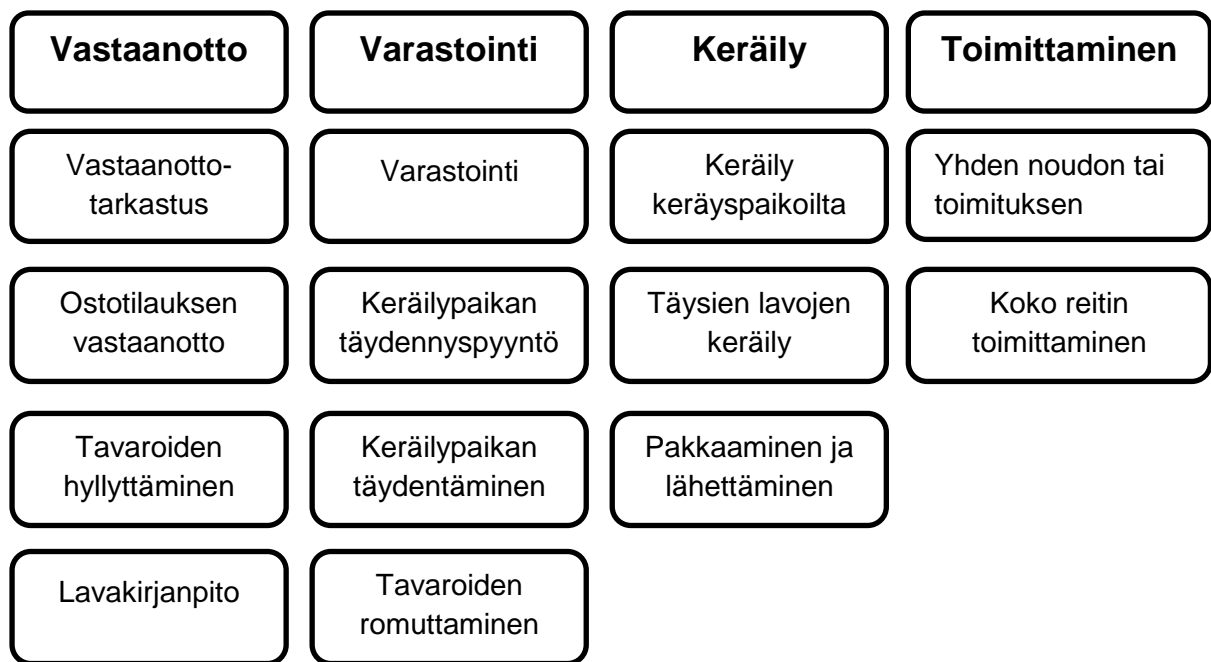 Vastaanotto
Varastointi
Keräily
Toimittaminen
Vastaanotto-
tarkastus
Varastointi
Keräily
keräyspaikoilta
Yhden noudon tai
toimituksen
Ostotilauksen
vastaanotto
Keräilypaikan
täydennyspyyntö
Täysien lavojen
keräily
Koko reitin
toimittaminen
Tavaroiden
hyllyttäminen
Keräilypaikan
täydentäminen
Pakkaaminen ja
lähettäminen
Lavakirjanpito
Tavaroiden
romuttaminen